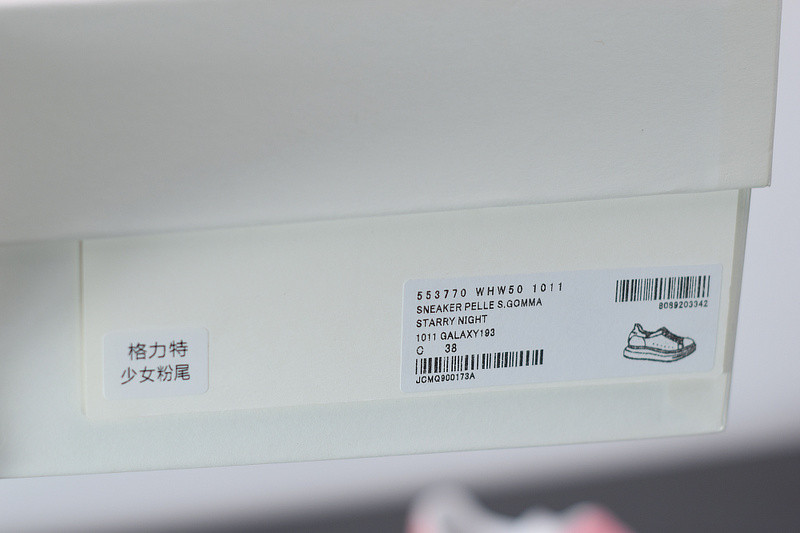 格力特
少女粉尾
553770 WHW50 1011
SNEAKER PELLE S.GOMMA
STARRY NIGHT
1011 GALAXY193
C 38
JCMQ900173A
8089203342